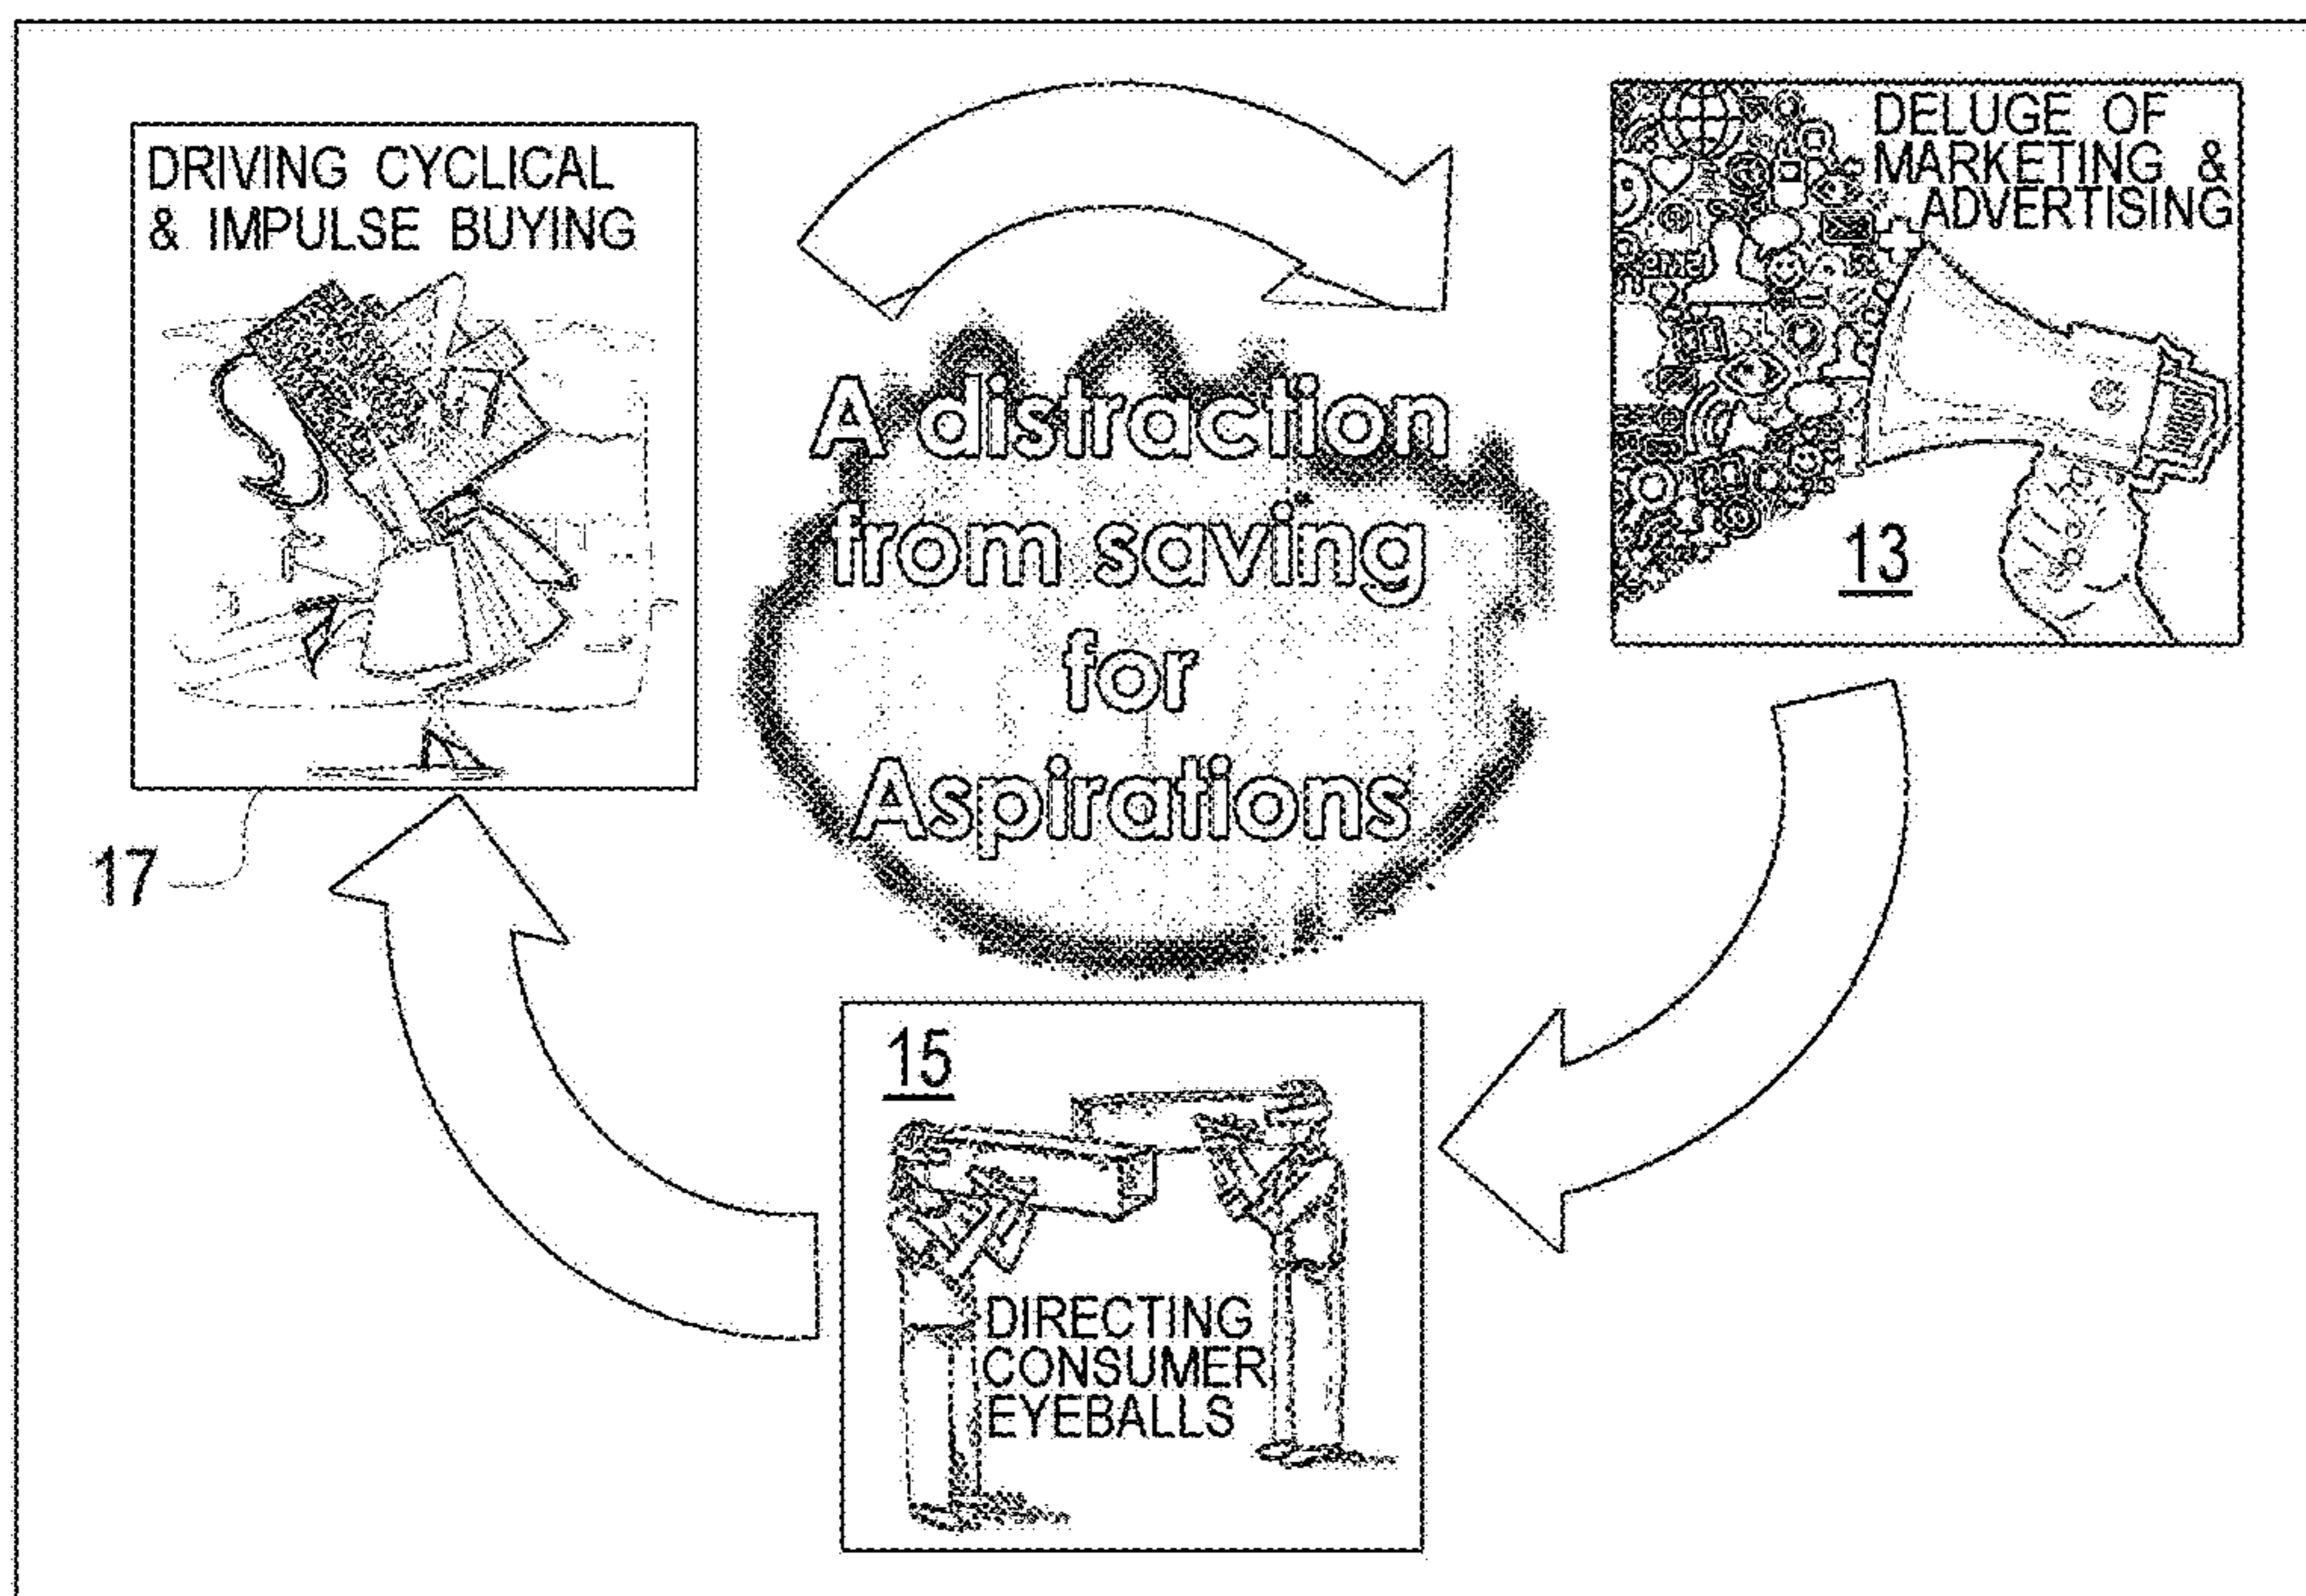 DRIVING CYCLICAL
& IMPULSE BUYING
17
DELUGE OF
MARKETING &
ADVERTISING
13
A distraction
from saving
for
Aspirations
15
DIRECTING
CONSUMER
EYEBALLS